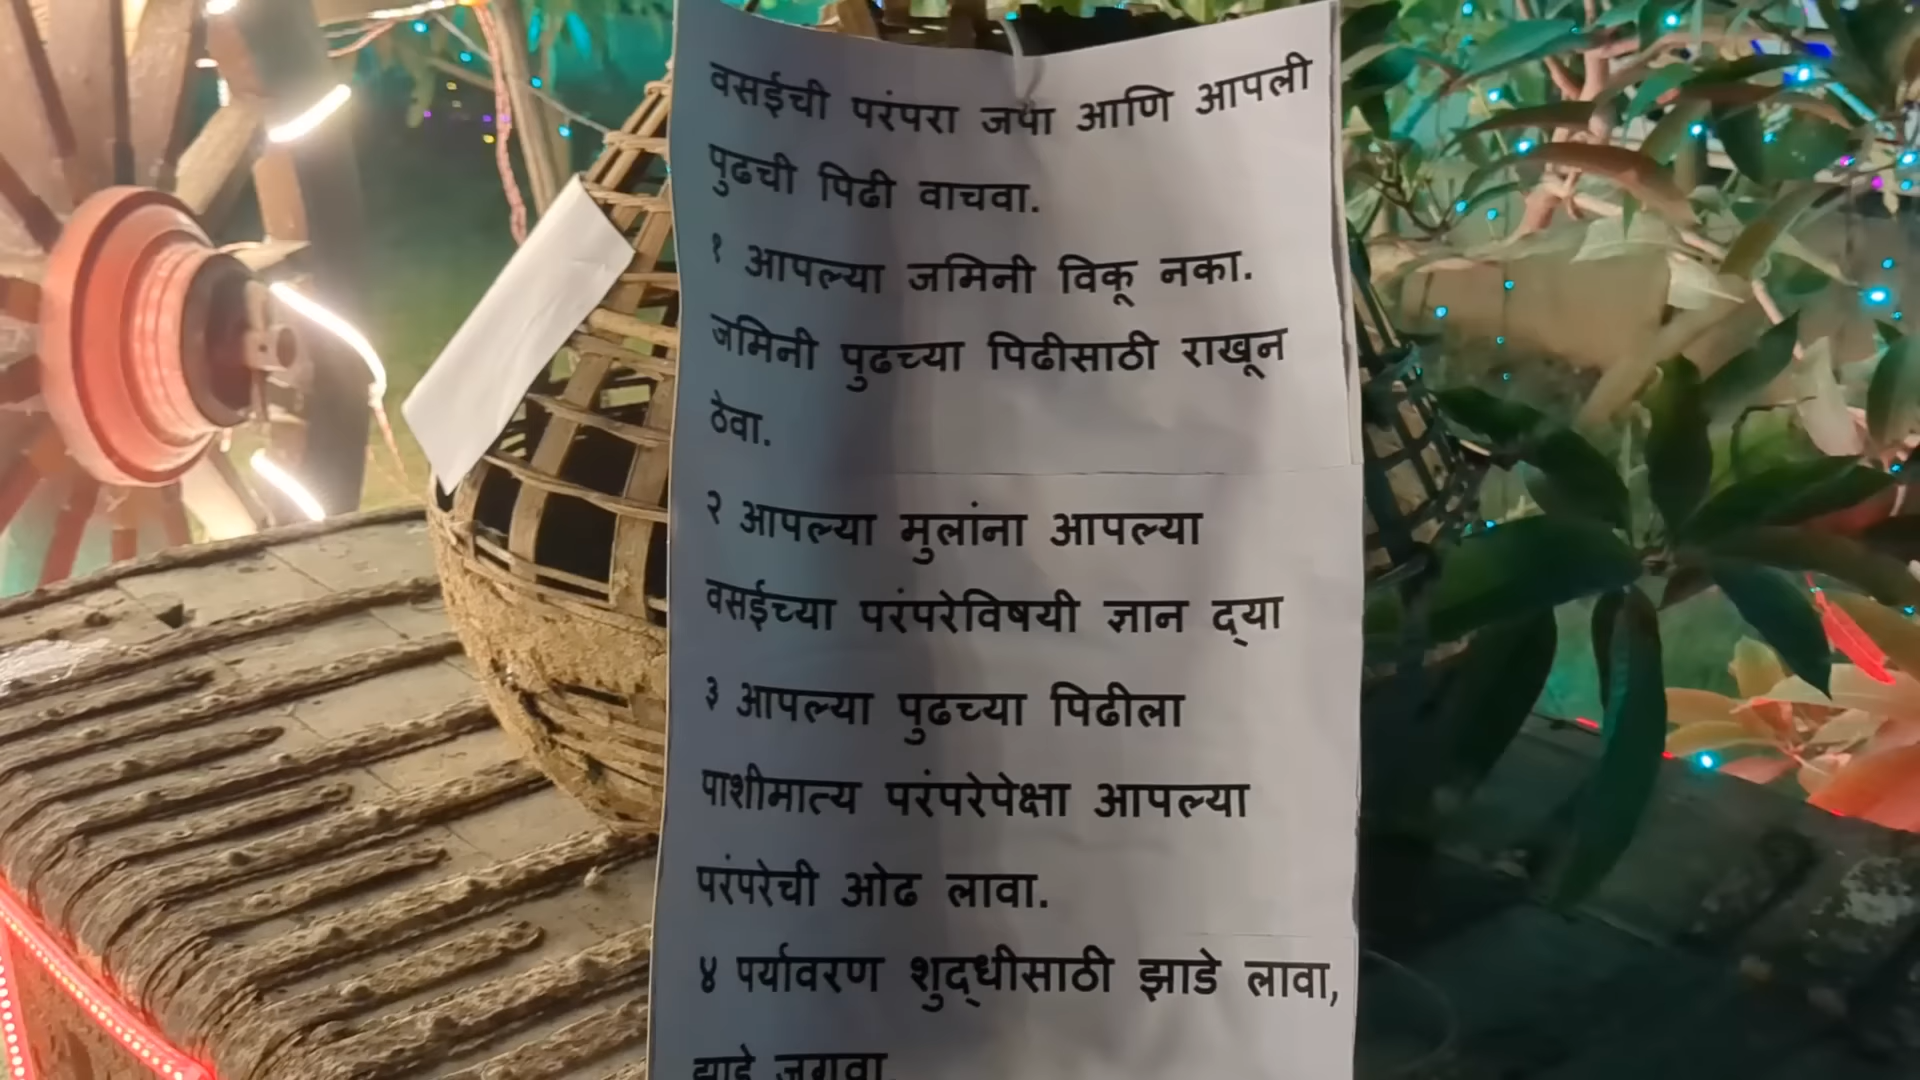 वसईची परंपरा जपा आणि आपली
पुढची पिढी वाचवा.
१ आपल्या जमिनी विकू नका.
जमिनी पुढच्या पिढीसाठी राखून
ठेवा.
२ आपल्या मुलांना आपल्या
वसईच्या परंपरेविषयी ज्ञान द्‌या
३ आपल्या पुढच्या पिढीला
पाशीमात्य परंपरेपेक्षा आपल्या
परंपरेची ओढ लावा.
४ पर्यावरण शुद्‌धीसाठी झाडे लावा,
झाडे जगवा